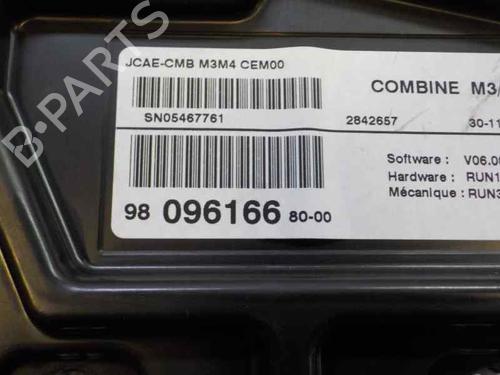 JCAE-CMB M3M4 CEM00
COMBINE M3/
SN05467761
2842657
30-11
Software : V06.0
Hardware : RUN1
Mécanique : RUN3
98 096166 80-00